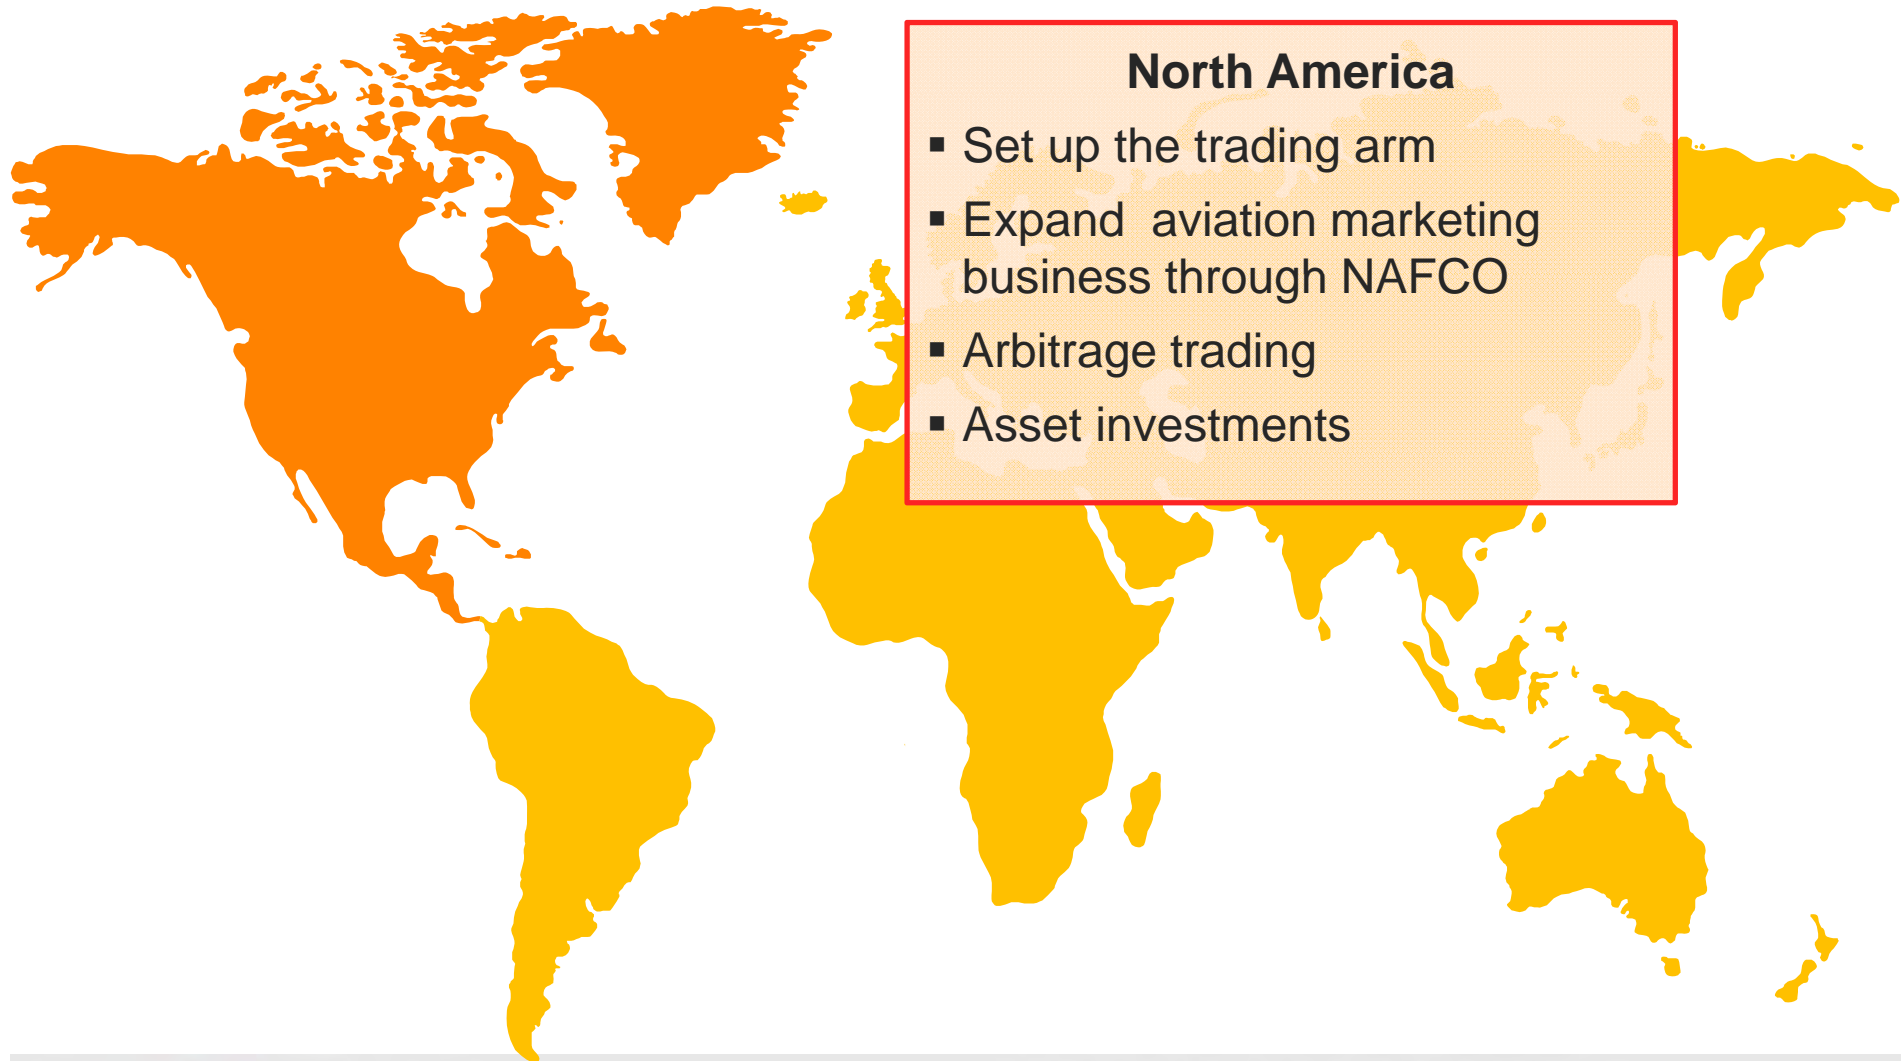 North America
▪ Set up the trading arm
▪ Expand  aviation marketing
business through NAFCO
▪ Arbitrage trading
▪ Asset investments